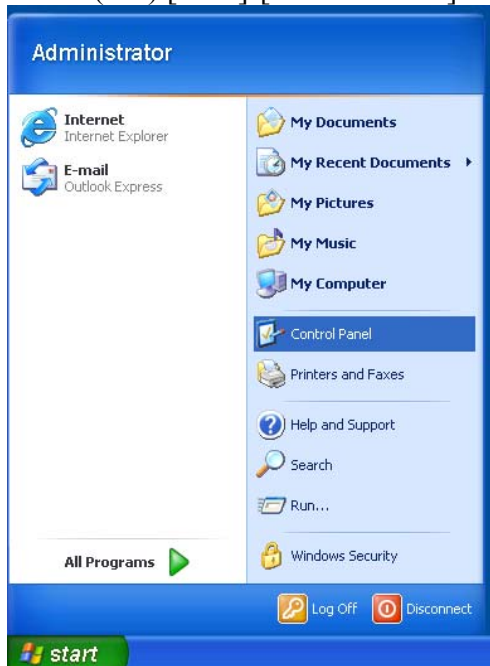 Administrator
Internet
Internet Explorer
E-mail
Outlook Express
All Programs
My Documents
My Recent Documents
My Pictures
My Music
My Computer
Control Panel
Printers and Faxes
Help and Support
Search
Run...
Windows Security
Log Off
Disconnect
start